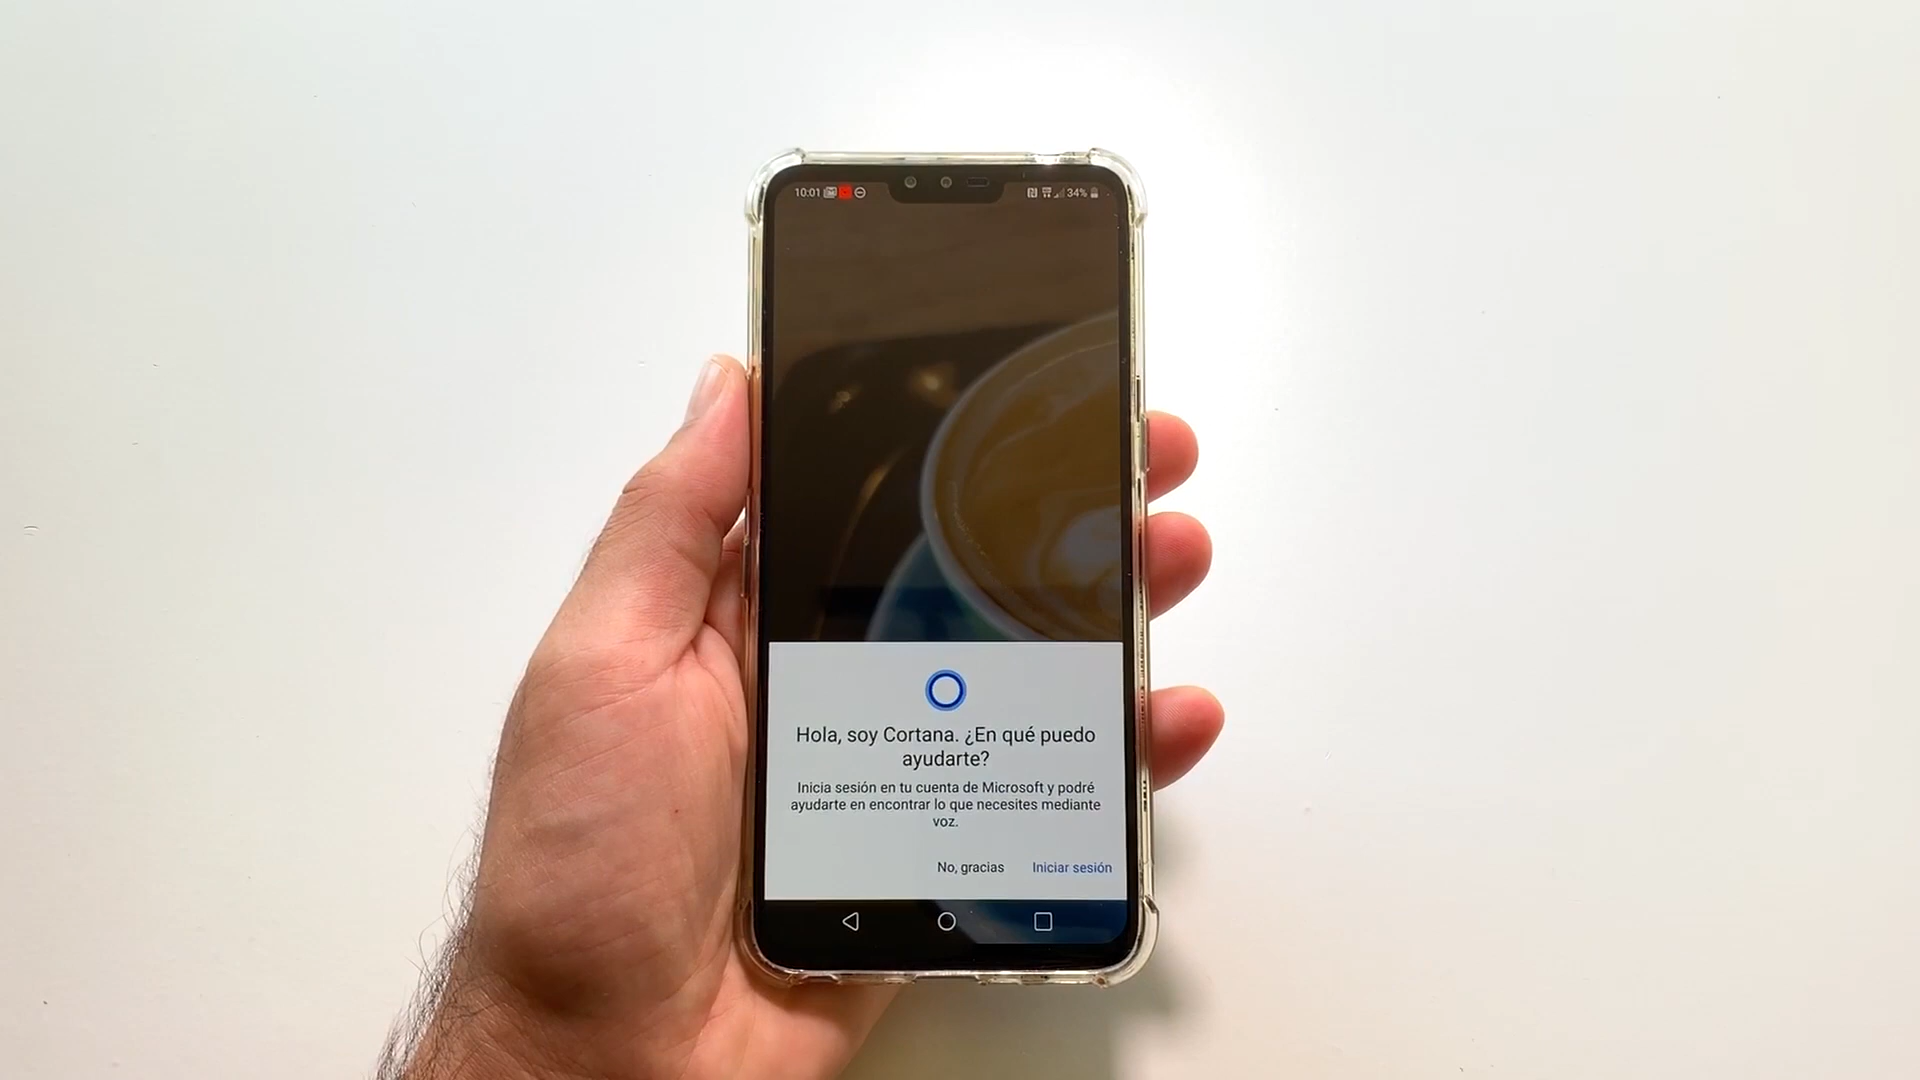 10:01 34%
Hola, soy Cortana. ¿En qué puedo
ayudarte?
Inicia sesión en tu cuenta de Microsoft y podré
ayudarte en encontrar lo que necesites mediante
voz.
No, gracias Iniciar sesión